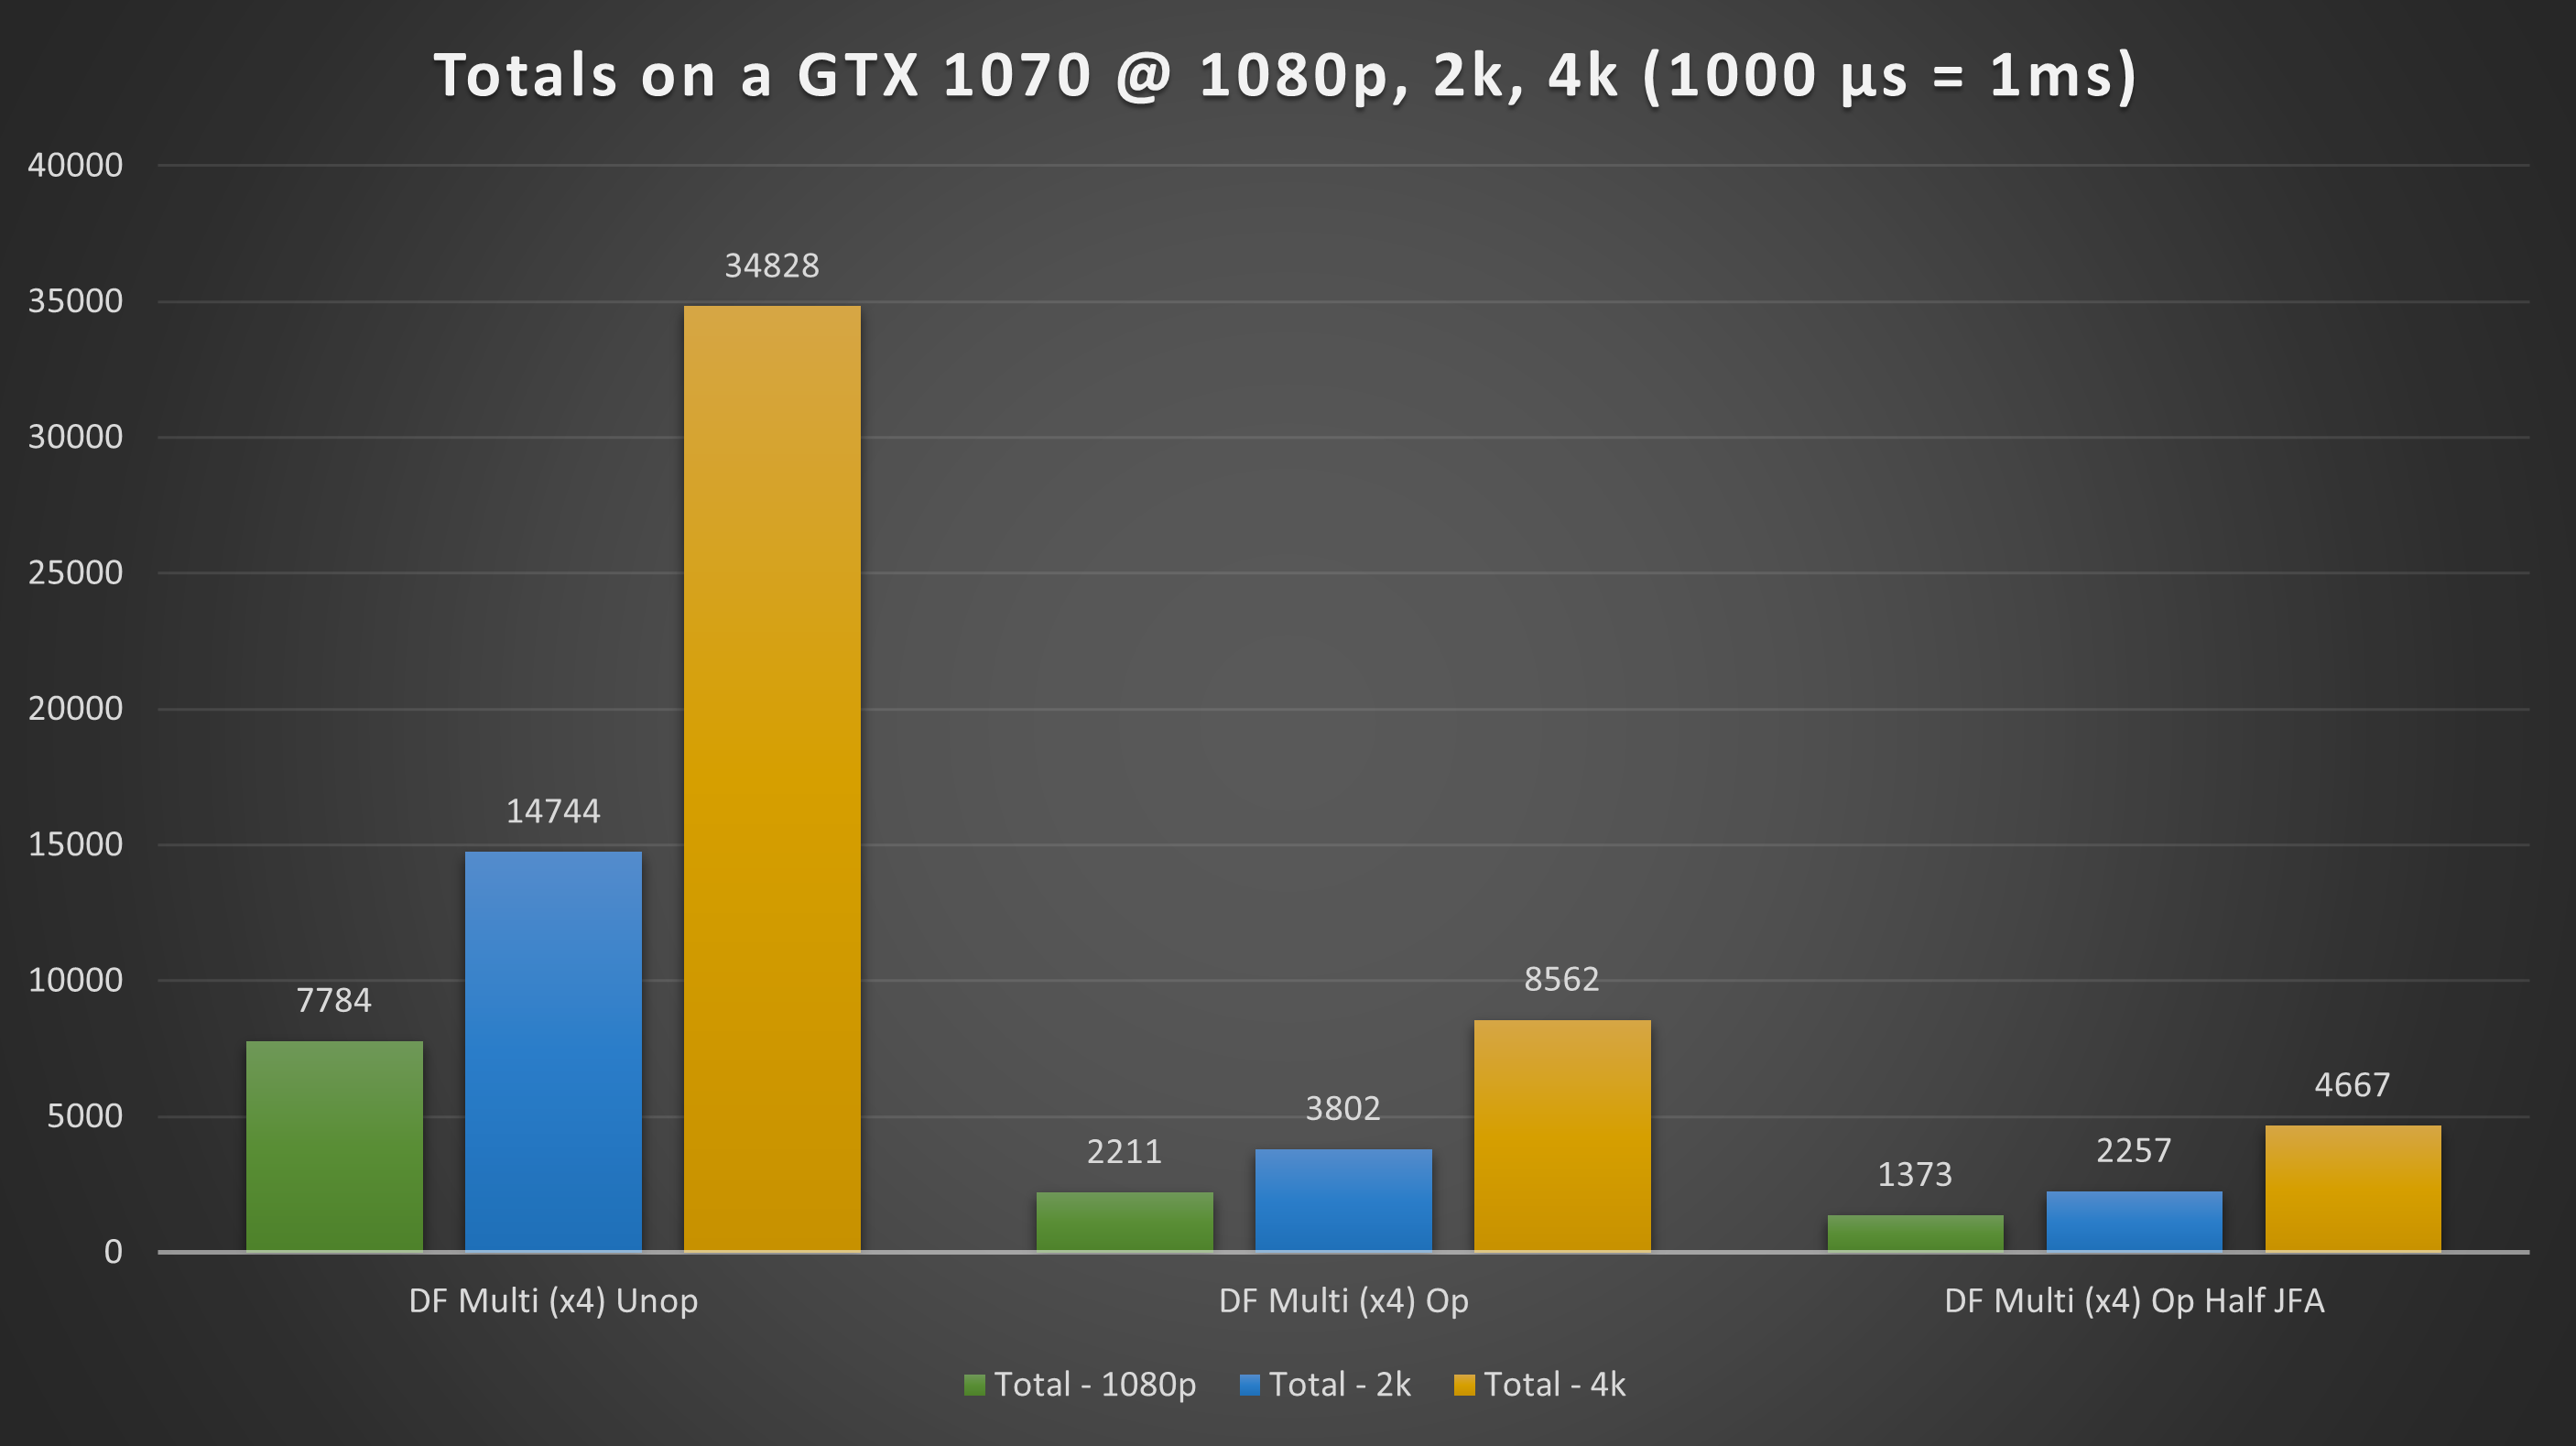 Totals on a GTX 1070 @ 1080p, 2k, 4k (1000 µs = 1ms)
40000
35000
30000
25000
20000
15000
10000
5000
0
7784
14744
34828
2211
3802
8562
1373
2257
4667
DF Multi (x4) Unop
DF Multi (x4) Op
DF Multi (x4) Op Half JFA
Total - 1080p
Total - 2k
Total - 4k